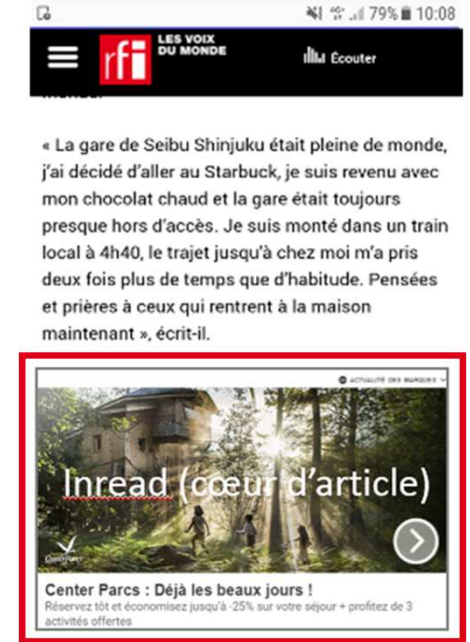 79% 10:08
rfi
LES VOIX
DU MONDE
Écouter
« La gare de Seibu Shinjuku était pleine de monde,
j'ai décidé d'aller au Starbuck, je suis revenu avec
mon chocolat chaud et la gare était toujours
presque hors d'accès. Je suis monté dans un train
local à 4h40, le trajet jusqu'à chez moi m'a pris
deux fois plus de temps que d'habitude. Pensées
et prières à ceux qui rentrent à la maison
maintenant », écrit-il.
ACTUALITÉ DES MARQUES
Inread (cœur d'article)
CenterParcs
Center Parcs : Déjà les beaux jours !
Réservez tôt et économisez jusqu'à -25% sur votre séjour + profitez de 3
activités offertes